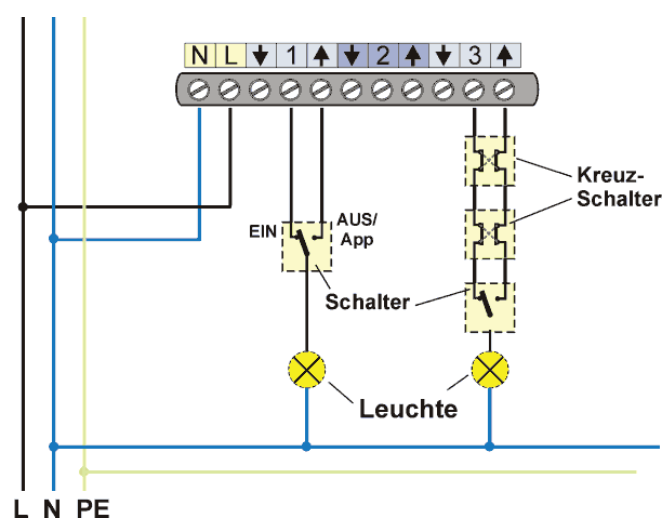 N L ↓ 1 ↑ ↓ 2 ↑ ↓ 3 ↑
Kreuz-
Schalter
EIN
AUS/
App
Schalter
Leuchte
L N PE